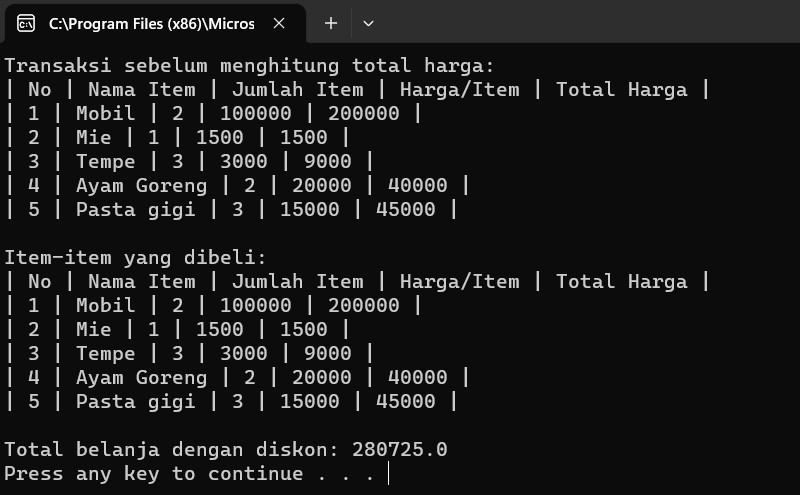 C:\Program Files (x86)\Micros
Transaksi sebelum menghitung total harga:
| No | Nama Item | Jumlah Item | Harga/Item | Total Harga |
| 1 | Mobil | 2 | 100000 | 200000 |
| 2 | Mie | 1 | 1500 | 1500 |
| 3 | Tempe | 3 | 3000 | 9000 |
| 4 | Ayam Goreng | 2 | 20000 | 40000 |
| 5 | Pasta gigi | 3 | 15000 | 45000 |
Item-item yang dibeli:
| No | Nama Item | Jumlah Item | Harga/Item | Total Harga |
| 1 | Mobil | 2 | 100000 | 200000 |
| 2 | Mie | 1 | 1500 | 1500 |
| 3 | Tempe | 3 | 3000 | 9000 |
| 4 | Ayam Goreng | 2 | 20000 | 40000 |
| 5 | Pasta gigi | 3 | 15000 | 45000 |
Total belanja dengan diskon: 280725.0
Press any key to continue . . .